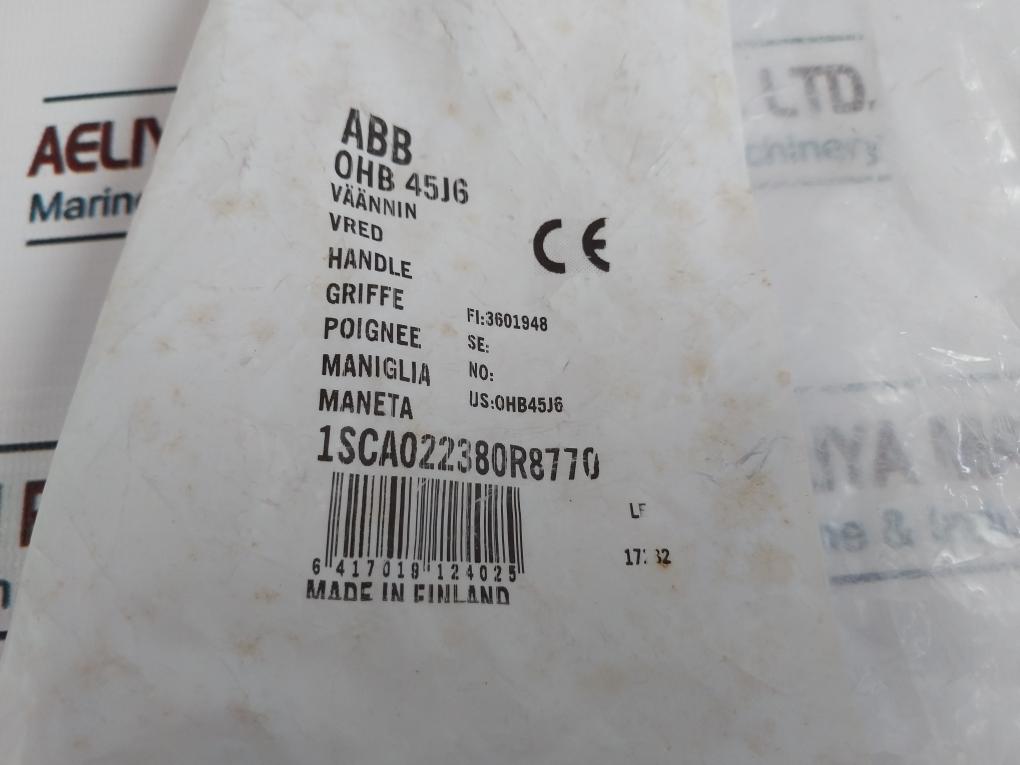 ABB
OHB 45J6
VÄÄNNIN
VRED
HANDLE
GRIFFE
POIGNEE
MANIGLIA
MANETA
CE
FI:3601948
SE:
NO:
US:OHB45J6
1SCA022380R8770
6 417019 124025
MADE IN FINLAND
LTD.
&